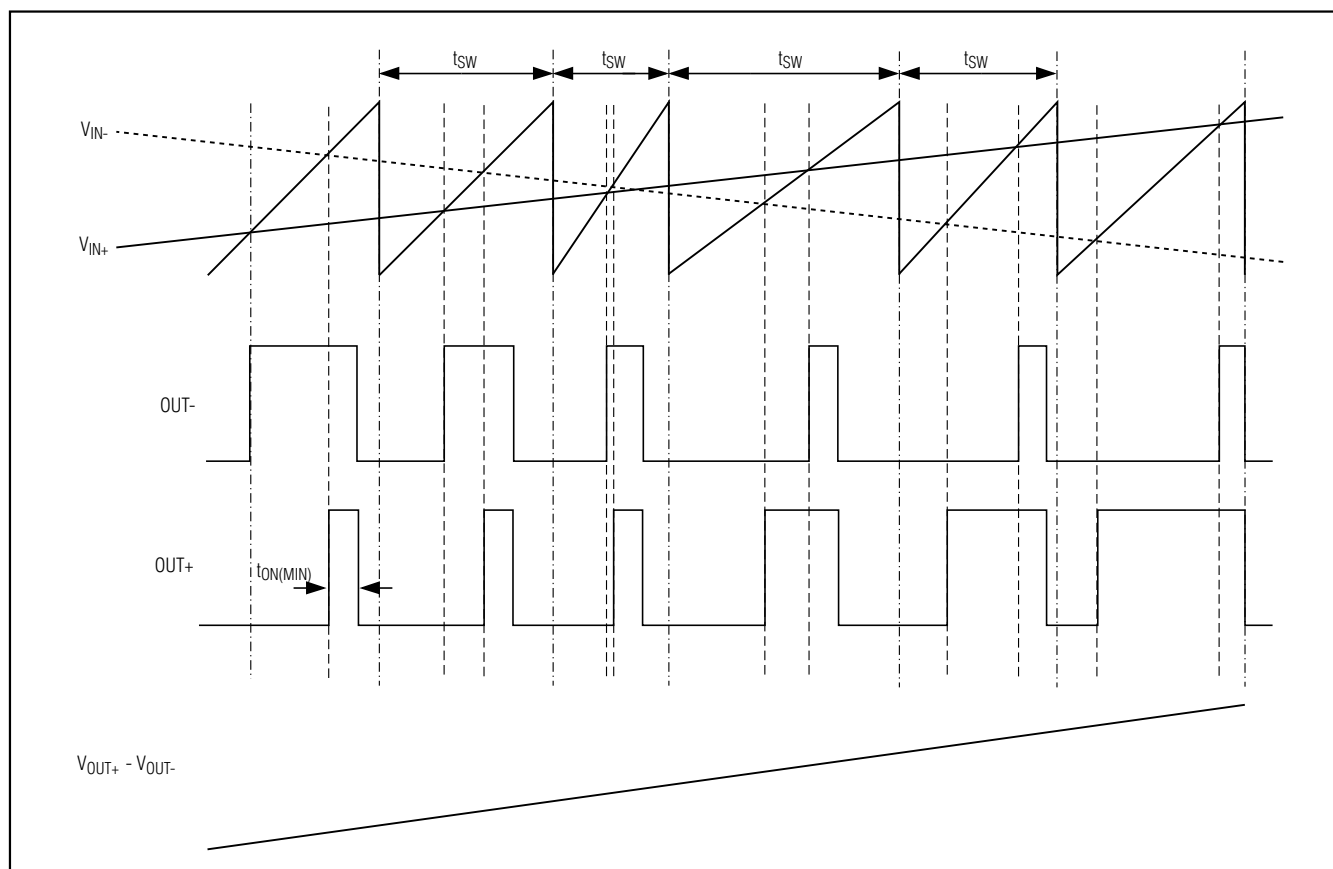 tSW tSW tSW tSW
VIN-
VIN+
OUT-
OUT+
tON(MIN)
VOUT+ - VOUT-